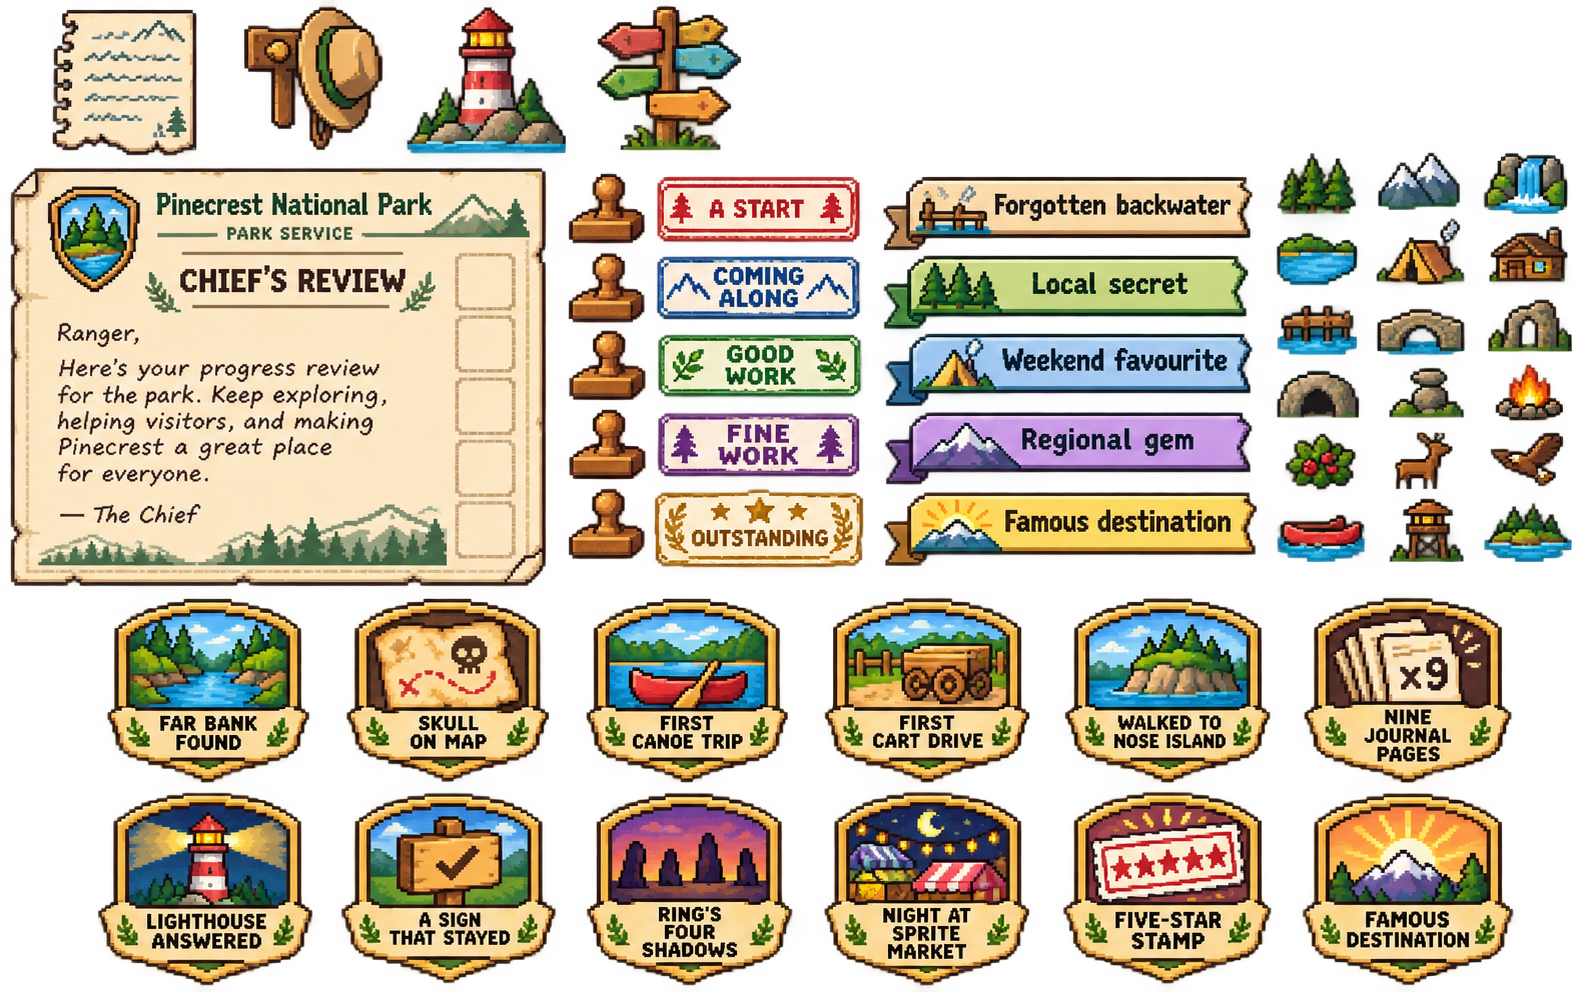 Pinecrest National Park
PARK SERVICE
CHIEF'S REVIEW
Ranger,
Here's your progress review
for the park. Keep exploring,
helping visitors, and making
Pinecrest a great place
for everyone.
— The Chief
A START
COMING
ALONG
GOOD
WORK
FINE
WORK
OUTSTANDING
Forgotten backwater
Local secret
Weekend favourite
Regional gem
Famous destination
FAR BANK
FOUND
SKULL
ON MAP
FIRST
CANOE TRIP
FIRST
CART DRIVE
WALKED TO
NOSE ISLAND
x9
NINE
JOURNAL
PAGES
LIGHTHOUSE
ANSWERED
A SIGN
THAT STAYED
RING'S
FOUR
SHADOWS
NIGHT AT
SPRITE
MARKET
FIVE-STAR
STAMP
FAMOUS
DESTINATION